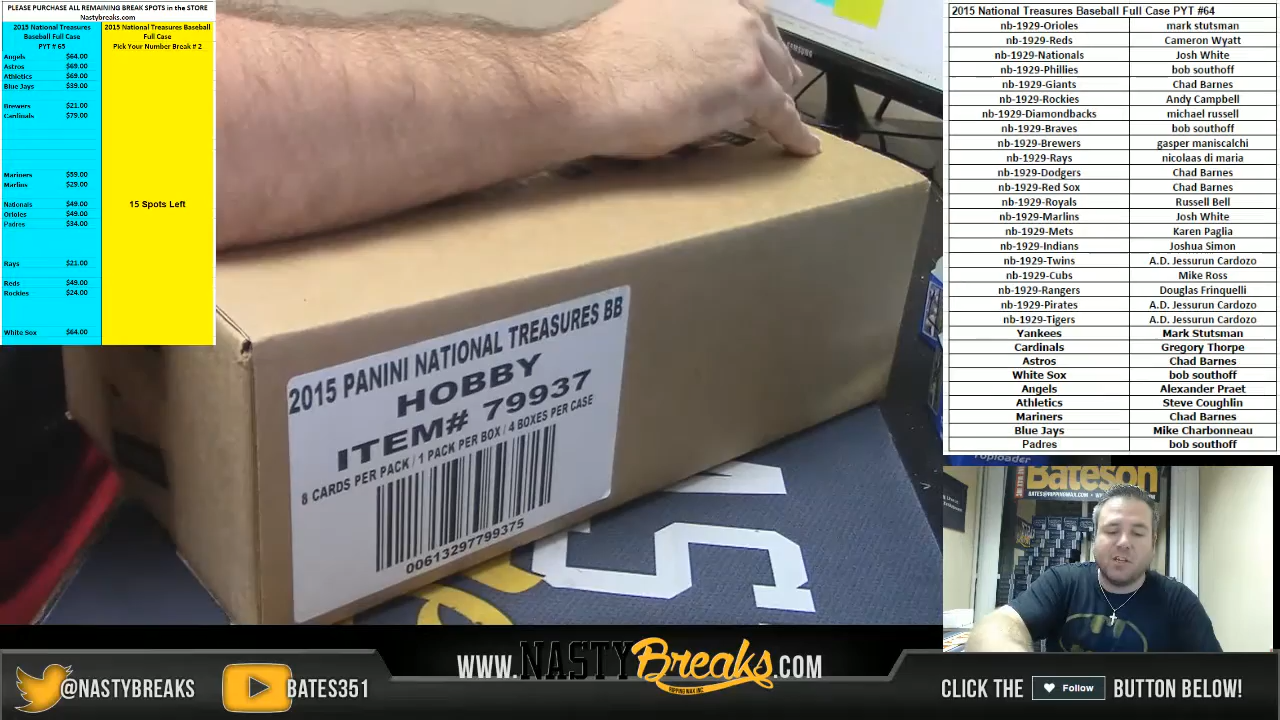 PLEASE PURCHASE ALL REMAINING BREAK SPOTS in the STORE
Nastybreaks.com
2015 National Treasures
Baseball Full Case
PYT # 65
Angels $64.00
Astros $69.00
Athletics $69.00
Blue Jays $39.00
Brewers $21.00
Cardinals $79.00
Mariners $59.00
Marlins $29.00
Nationals $49.00
Orioles $49.00
Padres $34.00
Rays $21.00
Reds $49.00
Rockies $24.00
White Sox $64.00
2015 National Treasures Baseball
Full Case
Pick Your Number Break # 2
15 Spots Left
SAMSUNG
2015 PANINI NATIONAL TREASURES BB
HOBBY
ITEM# 79937
8 CARDS PER PACK / 1 PACK PER BOX / 4 BOXES PER CASE
00613297799375
2015 National Treasures Baseball Full Case PYT #64
nb-1929-Orioles mark stutsman
nb-1929-Reds Cameron Wyatt
nb-1929-Nationals Josh White
nb-1929-Phillies bob southoff
nb-1929-Giants Chad Barnes
nb-1929-Rockies Andy Campbell
nb-1929-Diamondbacks michael russell
nb-1929-Braves bob southoff
nb-1929-Brewers gasper maniscalchi
nb-1929-Rays nicolaas di maria
nb-1929-Dodgers Chad Barnes
nb-1929-Red Sox Chad Barnes
nb-1929-Royals Russell Bell
nb-1929-Marlins Josh White
nb-1929-Mets Karen Paglia
nb-1929-Indians Joshua Simon
nb-1929-Twins A.D. Jessurun Cardozo
nb-1929-Cubs Mike Ross
nb-1929-Rangers Douglas Frinquelli
nb-1929-Pirates A.D. Jessurun Cardozo
nb-1929-Tigers A.D. Jessurun Cardozo
Yankees Mark Stutsman
Cardinals Gregory Thorpe
Astros Chad Barnes
White Sox bob southoff
Angels Alexander Praet
Athletics Steve Coughlin
Mariners Chad Barnes
Blue Jays Mike Charbonneau
Padres bob southoff
Toploader
Bateson
@NASTYBREAKS
BATES351
WWW.NASTYBreaks.COM
RIPPING WAX INC
CLICK THE Follow BUTTON BELOW!